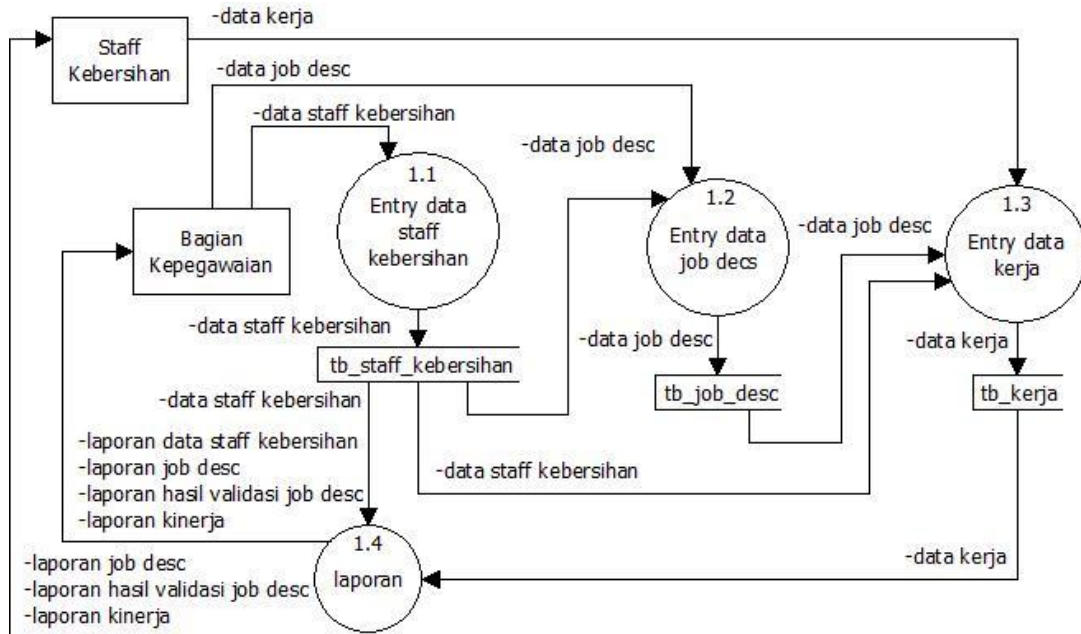 -data kerja
Staff
Kebersihan
-data job desc
-data staff kebersihan
-data job desc
1.1
Entry data
staff
kebersihan
1.2
Entry data
job decs
1.3
Entry data
kerja
-data job desc
Bagian
Kepegawaian
-data staff kebersihan
-data job desc
-data kerja
tb_staff_kebersihan
tb_job_desc
tb_kerja
-data staff kebersihan
-laporan data staff kebersihan
-laporan job desc
-laporan hasil validasi job desc
-laporan kinerja
-data staff kebersihan
1.4
laporan
-data kerja
-laporan job desc
-laporan hasil validasi job desc
-laporan kinerja